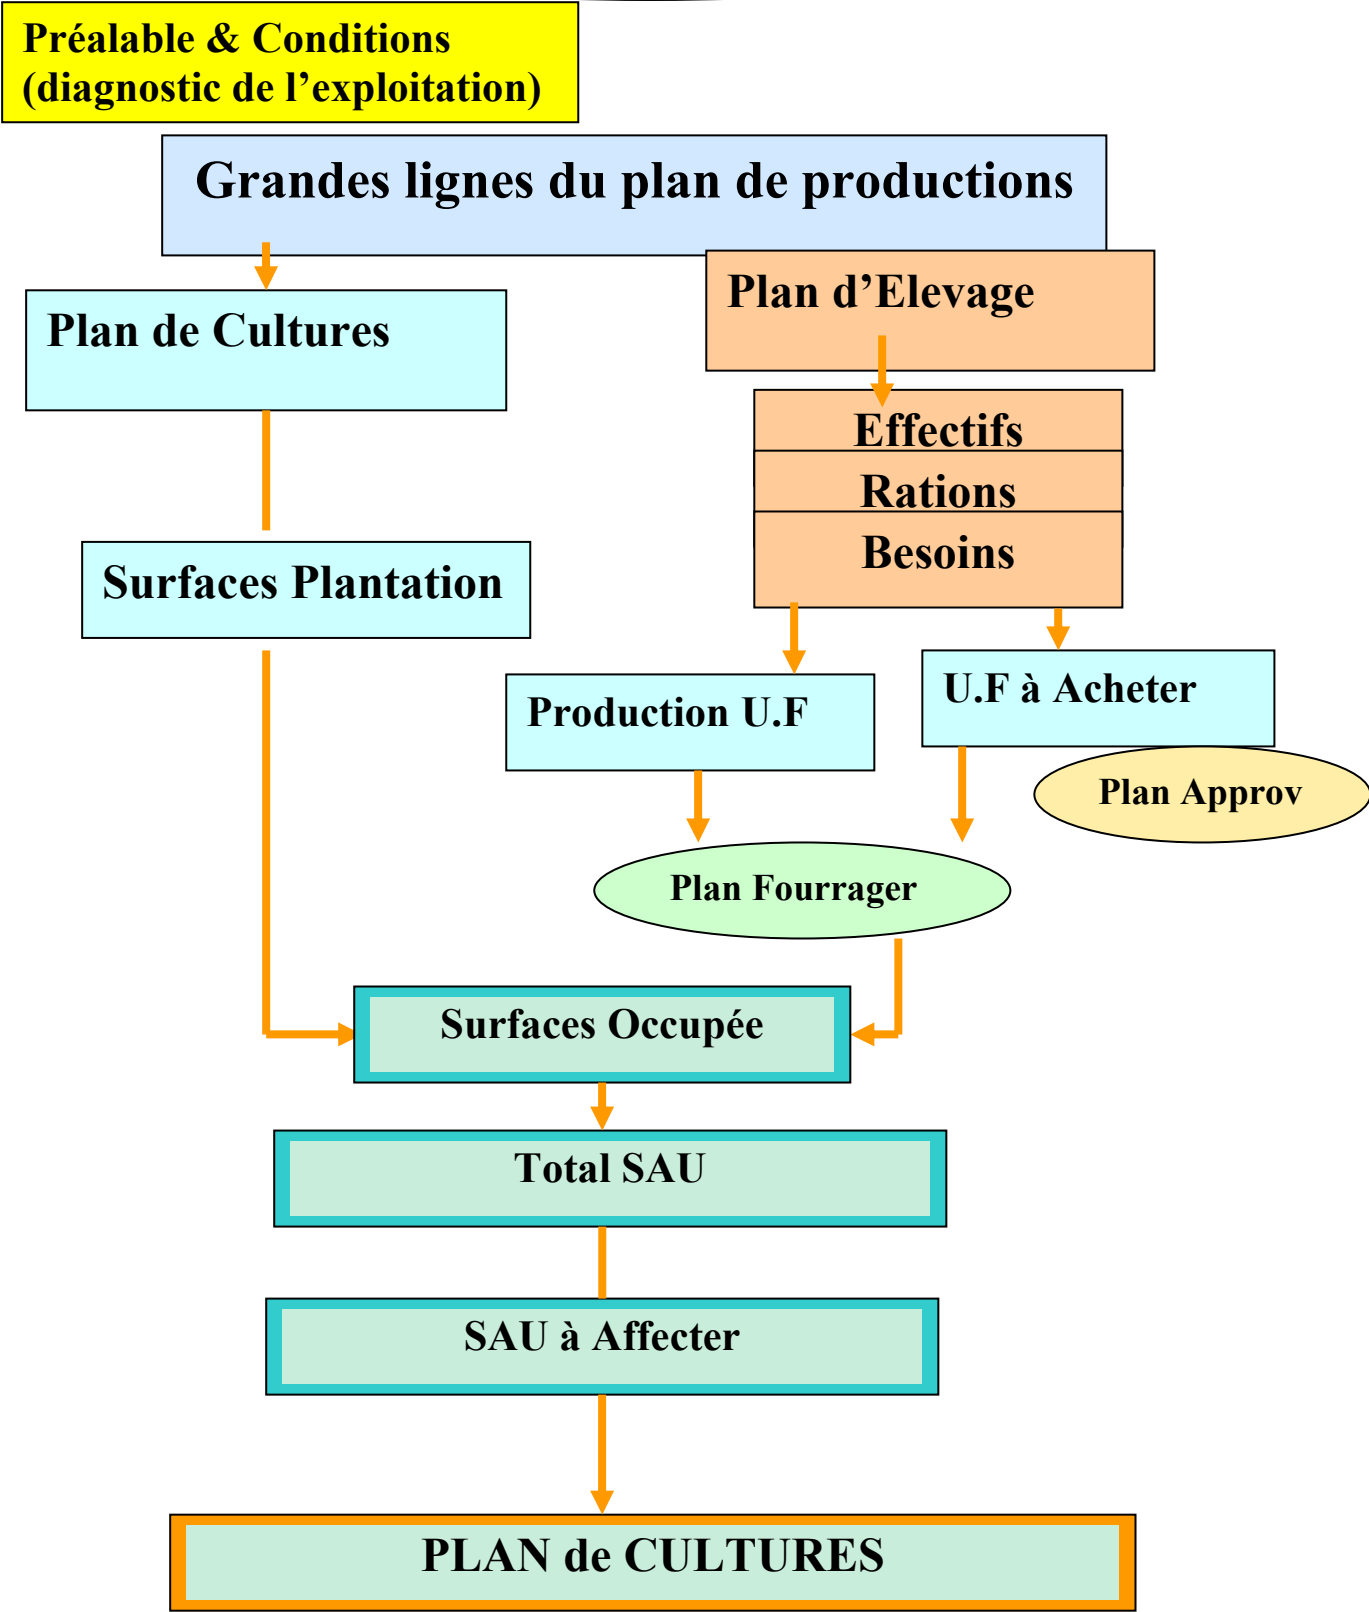 Préalable & Conditions
(diagnostic de l’exploitation)
Grandes lignes du plan de productions
Plan d’Elevage
Plan de Cultures
Effectifs
Rations
Besoins
Surfaces Plantation
U.F à Acheter
Production U.F
Plan Approv
Plan Fourrager
Surfaces Occupée
Total SAU
SAU à Affecter
PLAN de CULTURES